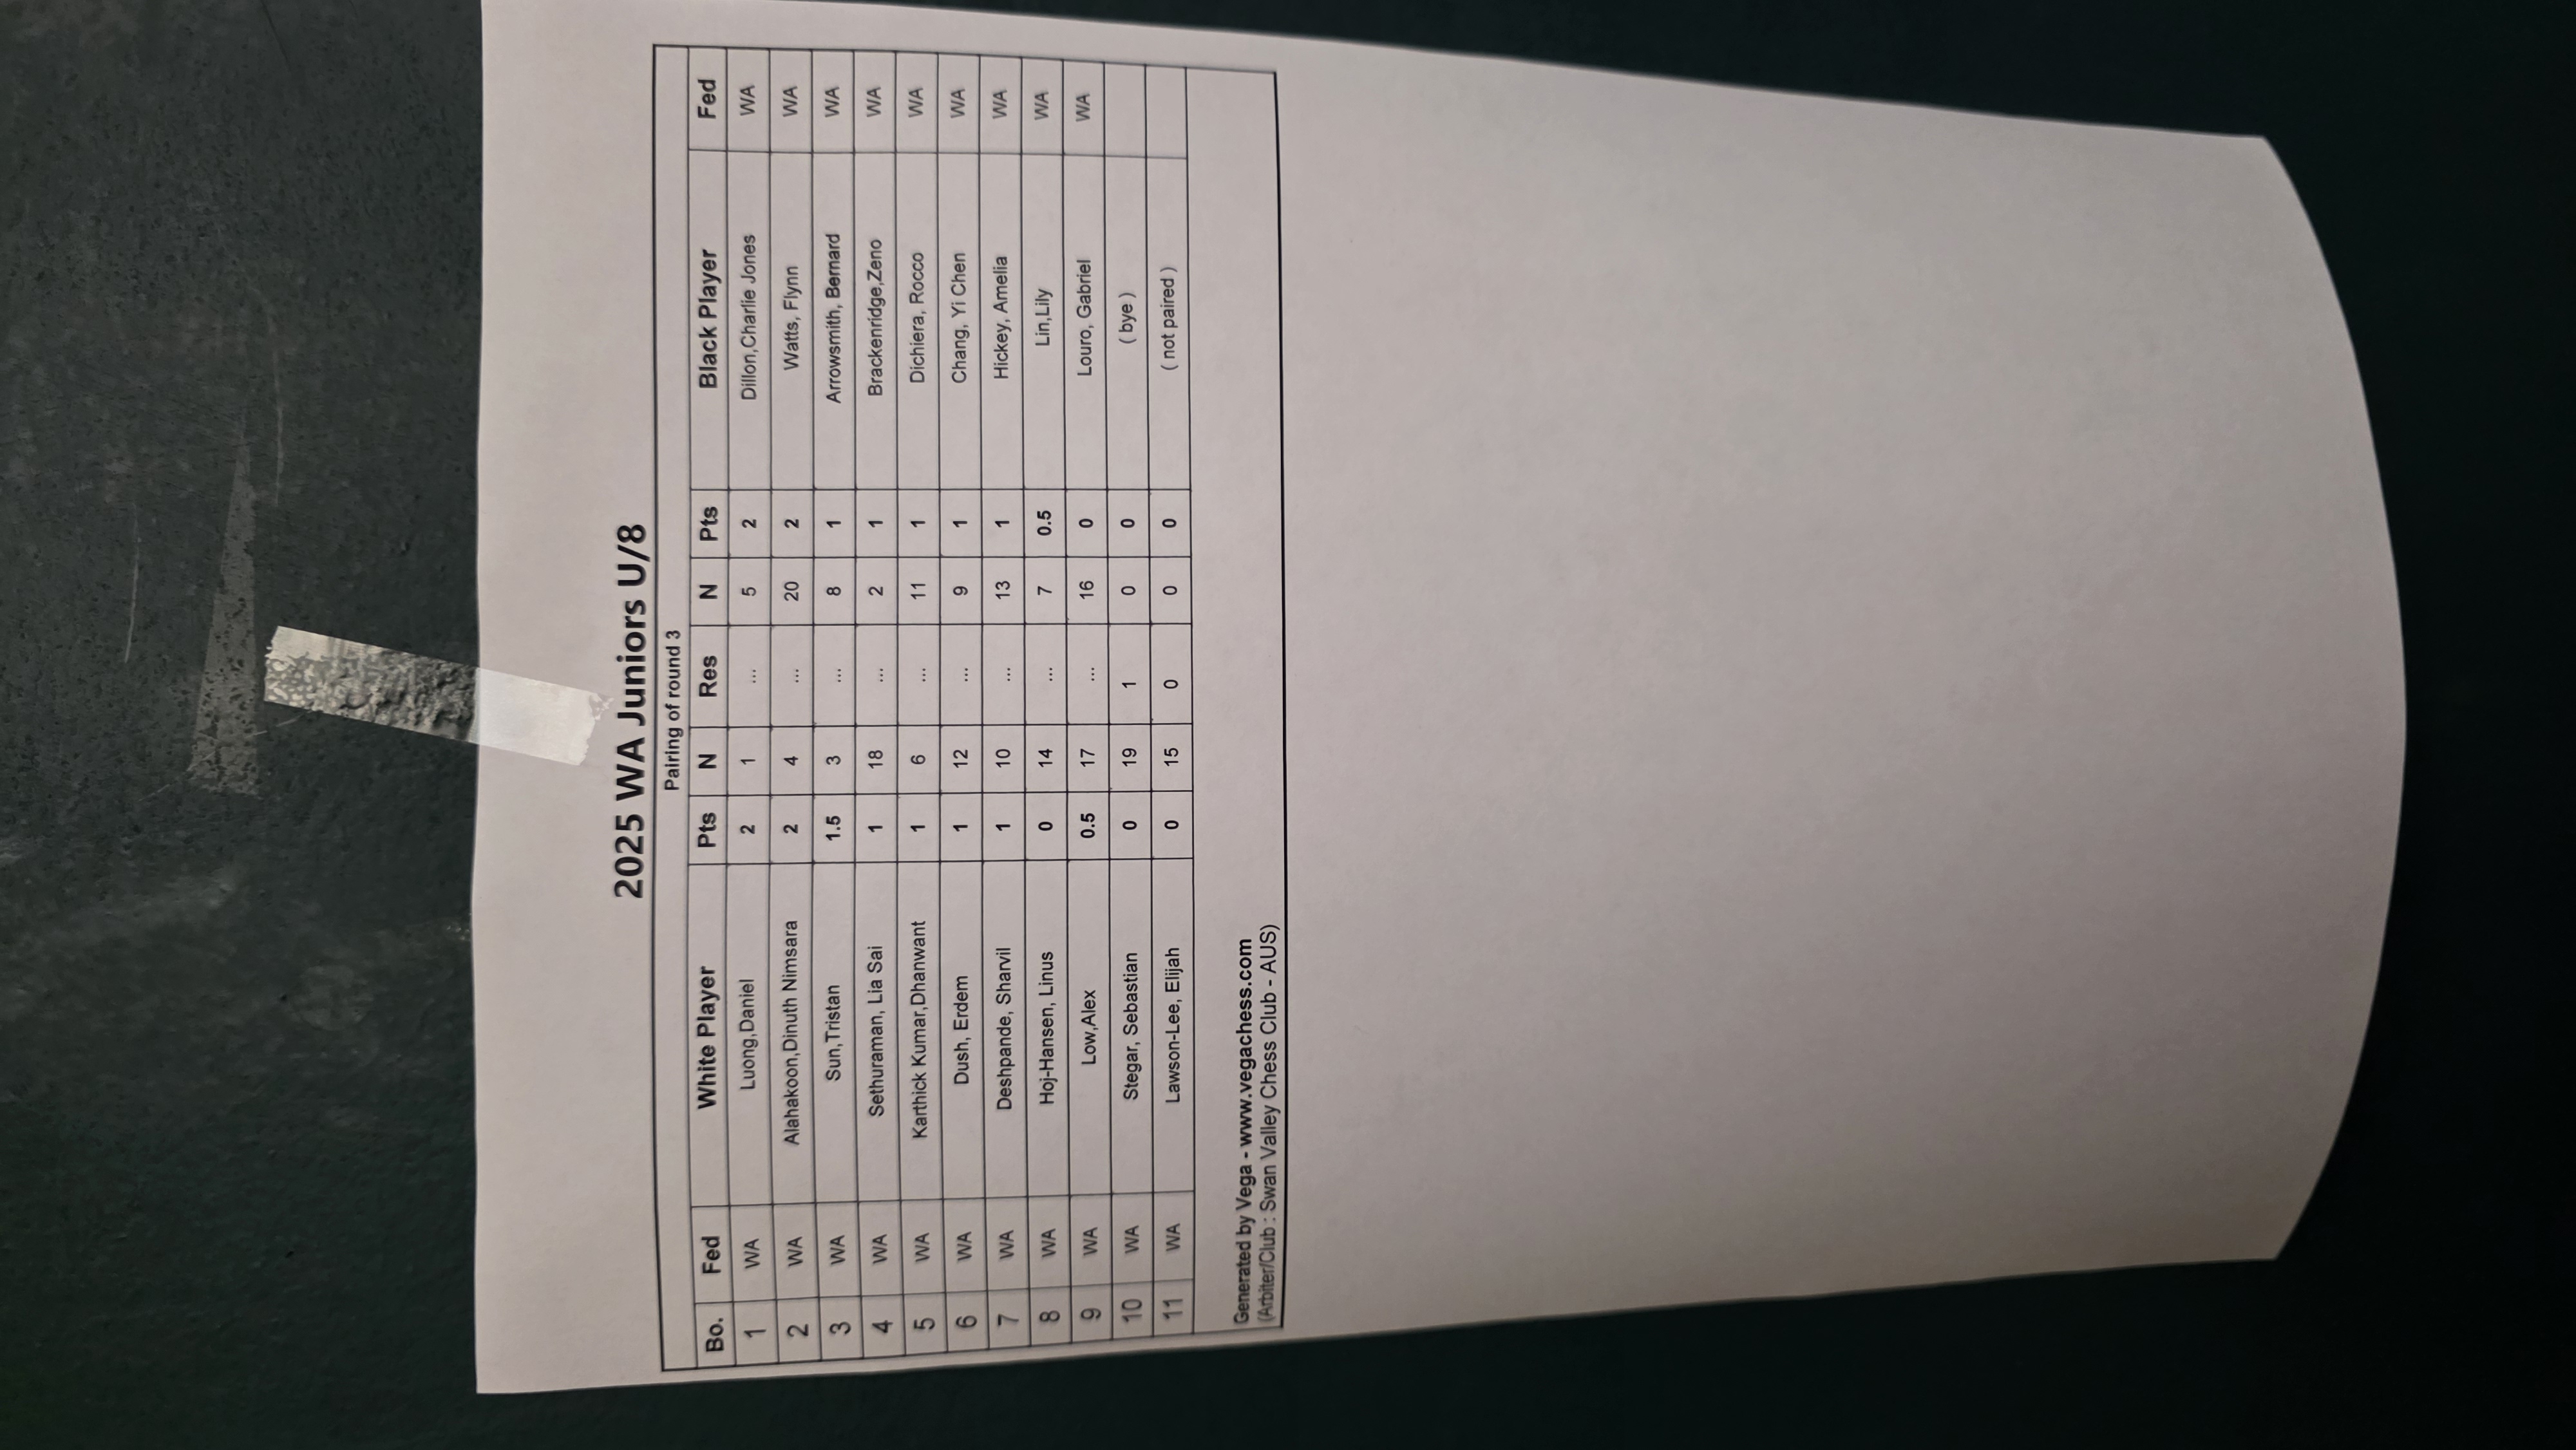 2025 WA Juniors U/8
Pairing of round 3
Bo. Fed White Player Pts N Res N Pts Black Player Fed
1 WA Luong,Daniel 2 1 ... 5 2 Dillon,Charlie Jones WA
2 WA Alahakoon,Dinuth Nimsara 2 4 ... 20 2 Watts, Flynn WA
3 WA Sun,Tristan 1.5 3 ... 8 1 Arrowsmith, Bernard WA
4 WA Sethuraman, Lia Sai 1 18 ... 2 1 Brackenridge,Zeno WA
5 WA Karthick Kumar,Dhanwant 1 6 ... 11 1 Dichiera, Rocco WA
6 WA Dush, Erdem 1 12 ... 9 1 Chang, Yi Chen WA
7 WA Deshpande, Sharvil 1 10 ... 13 1 Hickey, Amelia WA
8 WA Hoj-Hansen, Linus 0 14 ... 7 0.5 Lin,Lily WA
9 WA Low,Alex 0.5 17 ... 16 0 Louro, Gabriel WA
10 WA Stegar, Sebastian 0 19 1 0 0 ( bye )
11 WA Lawson-Lee, Elijah 0 15 0 0 0 ( not paired )
Generated by Vega - www.vegachess.com
(Arbiter/Club : Swan Valley Chess Club - AUS)